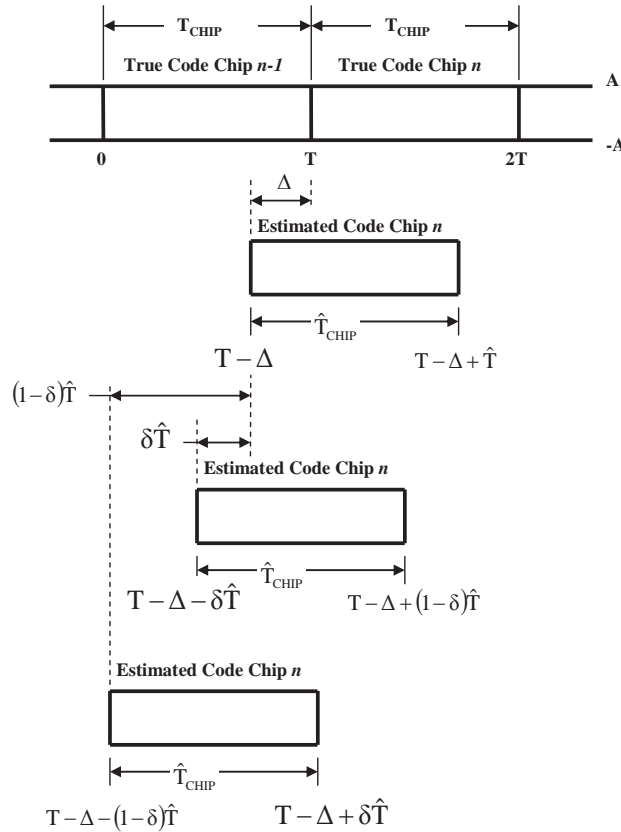 T_CHIP T_CHIP
True Code Chip n-1 True Code Chip n
A
-A
0 T 2T
Δ
Estimated Code Chip n
T̂_CHIP
T − Δ T − Δ + T̂
(1−δ)T̂
δT̂
Estimated Code Chip n
T̂_CHIP
T − Δ − δT̂ T − Δ + (1−δ)T̂
Estimated Code Chip n
T̂_CHIP
T − Δ − (1−δ)T̂ T − Δ + δT̂